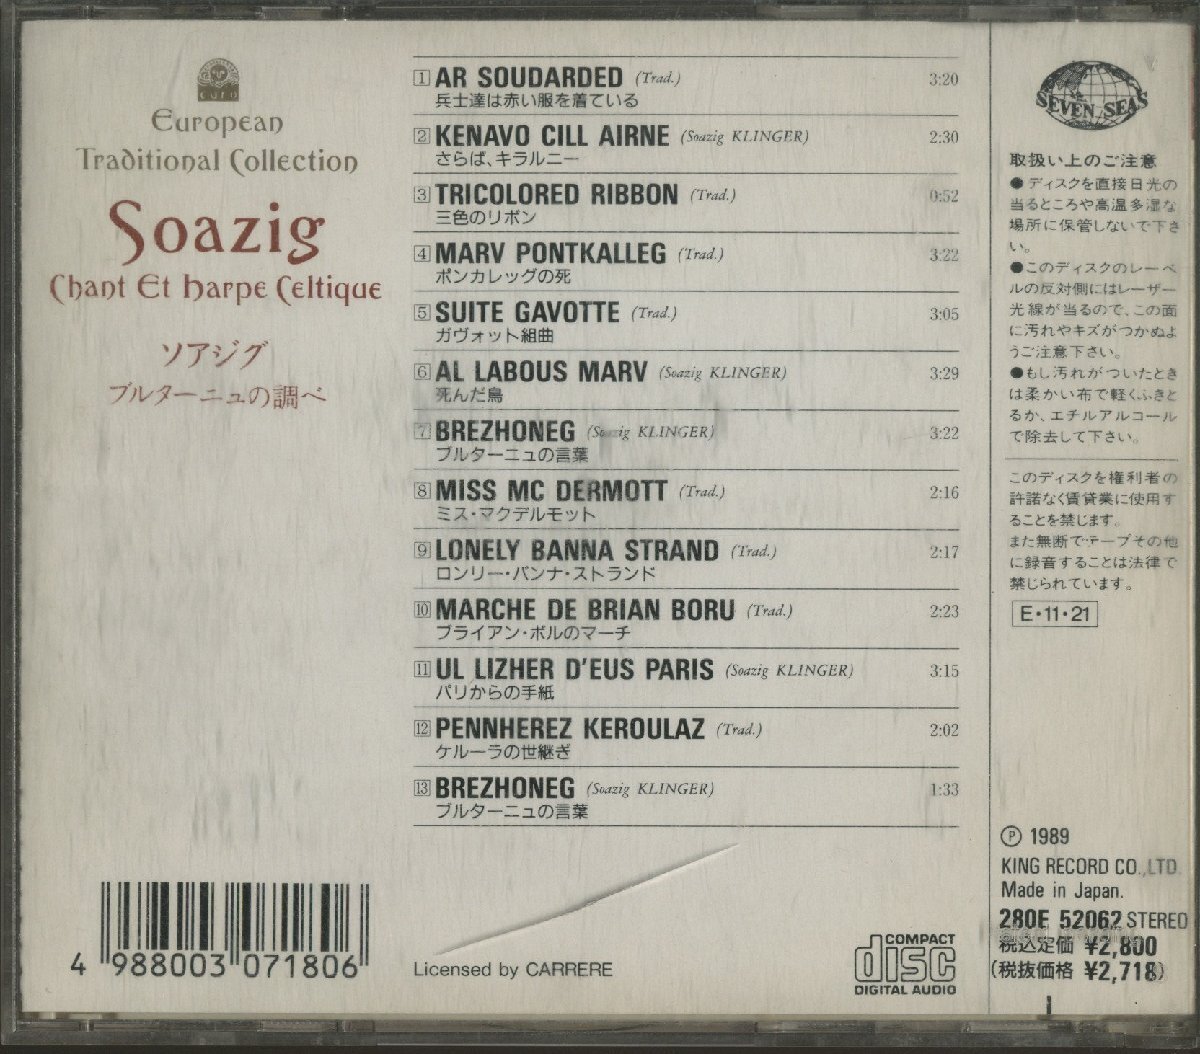 euro
European
Traditional Collection
Soazig
Chant Et Harpe Celtique
ソアジグ
ブルターニュの調べ
1 AR SOUDARDED (Trad.) 3:20
兵士達は赤い服を着ている
2 KENAVO CILL AIRNE (Soazig KLINGER) 2:30
さらば、キラルニー
3 TRICOLORED RIBBON (Trad.) 0:52
三色のリボン
4 MARV PONTKALLEG (Trad.) 3:22
ポンカレッグの死
5 SUITE GAVOTTE (Trad.) 3:05
ガヴォット組曲
6 AL LABOUS MARV (Soazig KLINGER) 3:29
死んだ鳥
7 BREZHONEG (Soazig KLINGER) 3:22
ブルターニュの言葉
8 MISS MC DERMOTT (Trad.) 2:16
ミス・マクデルモット
9 LONELY BANNA STRAND (Trad.) 2:17
ロンリー・バンナ・ストランド
10 MARCHE DE BRIAN BORU (Trad.) 2:23
ブライアン・ボルのマーチ
11 UL LIZHER D'EUS PARIS (Soazig KLINGER) 3:15
パリからの手紙
12 PENNHEREZ KEROULAZ (Trad.) 2:02
ケルーラの世継ぎ
13 BREZHONEG (Soazig KLINGER) 1:33
ブルターニュの言葉
4 988003 071806
Licensed by CARRERE
COMPACT
disc
DIGITAL AUDIO
SEVEN SEAS
取扱い上のご注意
●ディスクを直接日光の
当るところや高温多湿な
場所に保管しないで下さ
い。
●このディスクのレーベ
ルの反対側にはレーザー
光線が当るので、この面
に汚れやキズがつかぬよ
うご注意下さい。
●もし汚れがついたとき
は柔かい布で軽くふきと
るか、エチルアルコール
で除去して下さい。
このディスクを権利者の
許諾なく賃貸業に使用す
ることを禁じます。
また無断でテープその他
に録音することは法律で
禁じられています。
E・11・21
Ⓟ 1989
KING RECORD CO.,LTD.
Made in Japan.
280E 52062 STEREO
税込定価 ¥2,800
(税抜価格 ¥2,718)